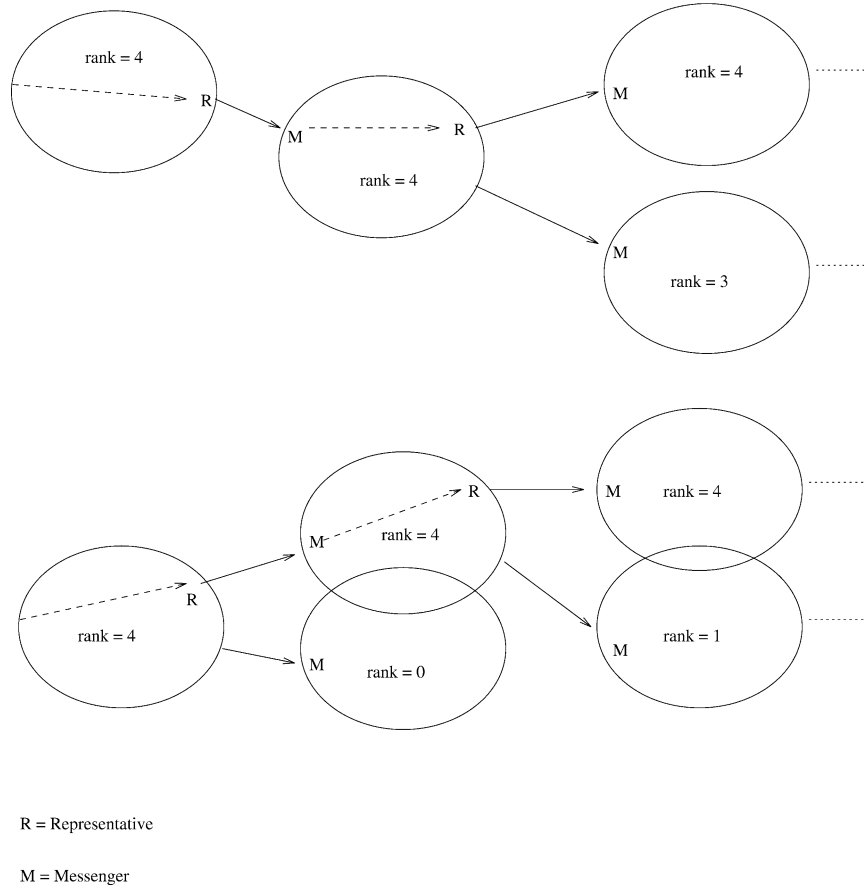 rank = 4
R
M
R
rank = 4
M
rank = 4
M
rank = 3
R
rank = 4
M
R
rank = 4
M
rank = 0
M
rank = 4
M
rank = 1
R = Representative
M = Messenger